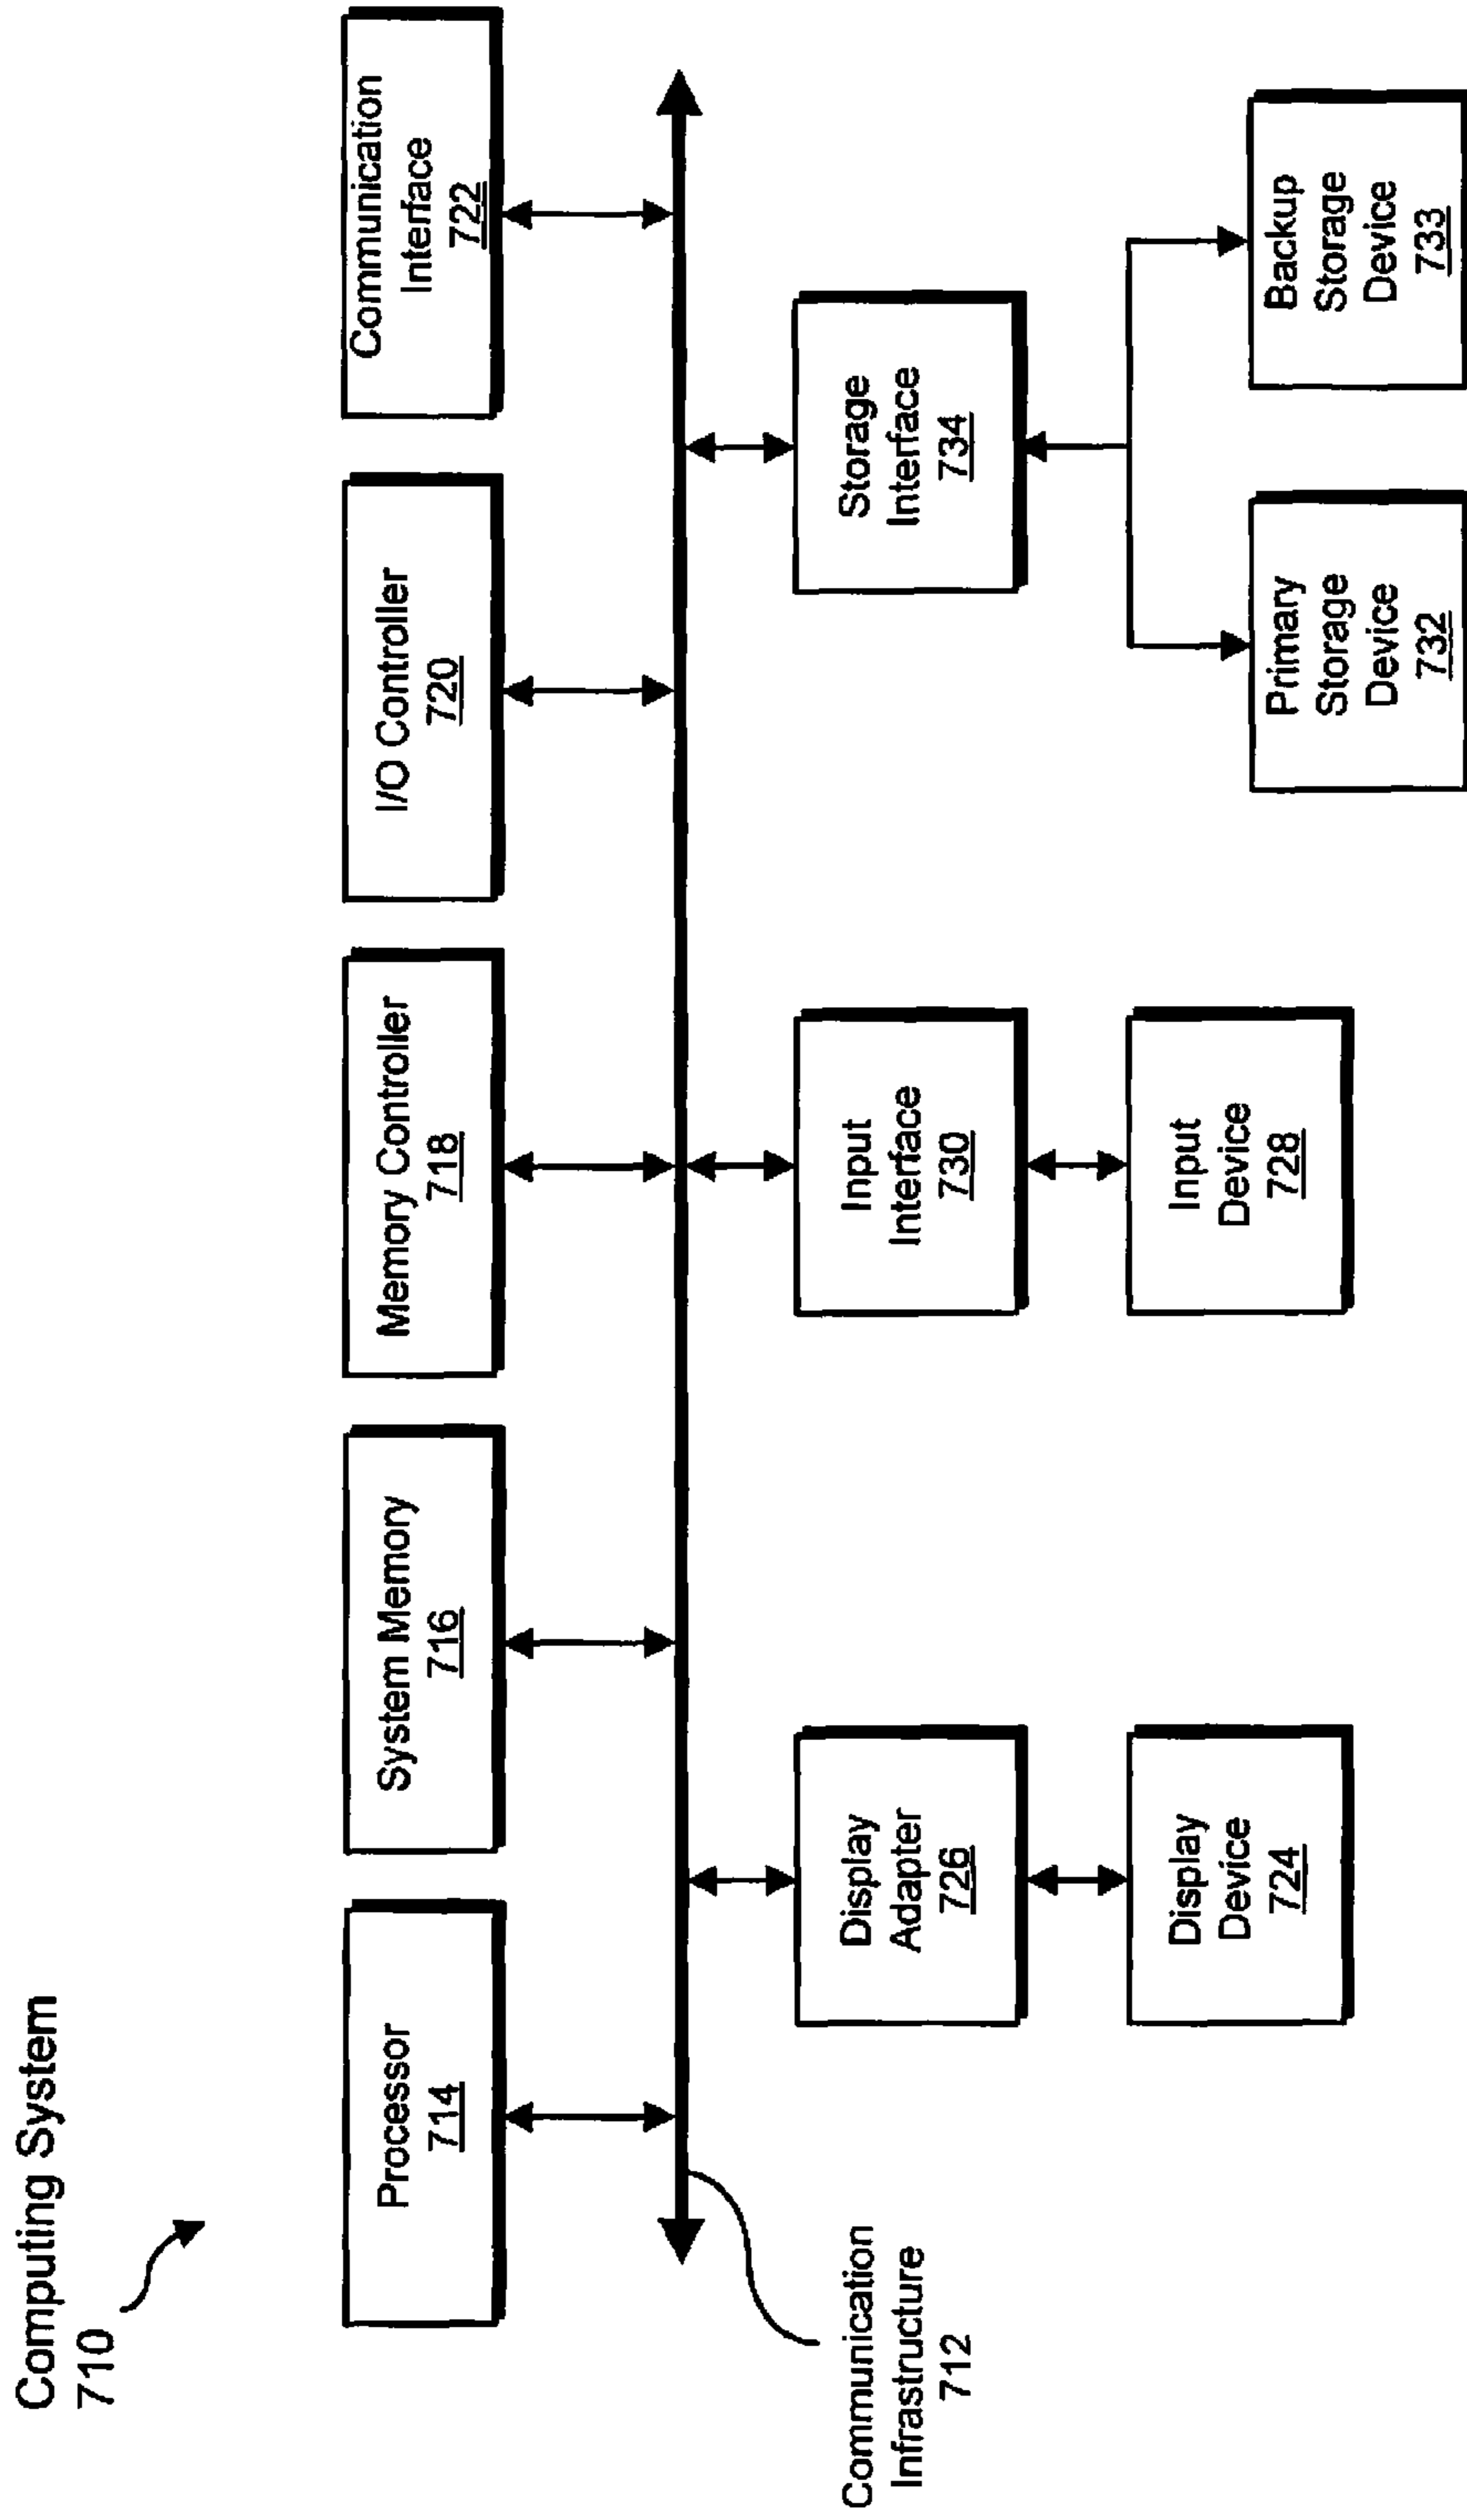 Computing System
710
Processor
714
System Memory
716
Memory Controller
718
I/O Controller
720
Communication
Interface
722
Communication
Infrastructure
712
Display
Adapter
726
Input
Interface
730
Storage
Interface
734
Display
Device
724
Input
Device
728
Primary
Storage
Device
732
Backup
Storage
Device
733